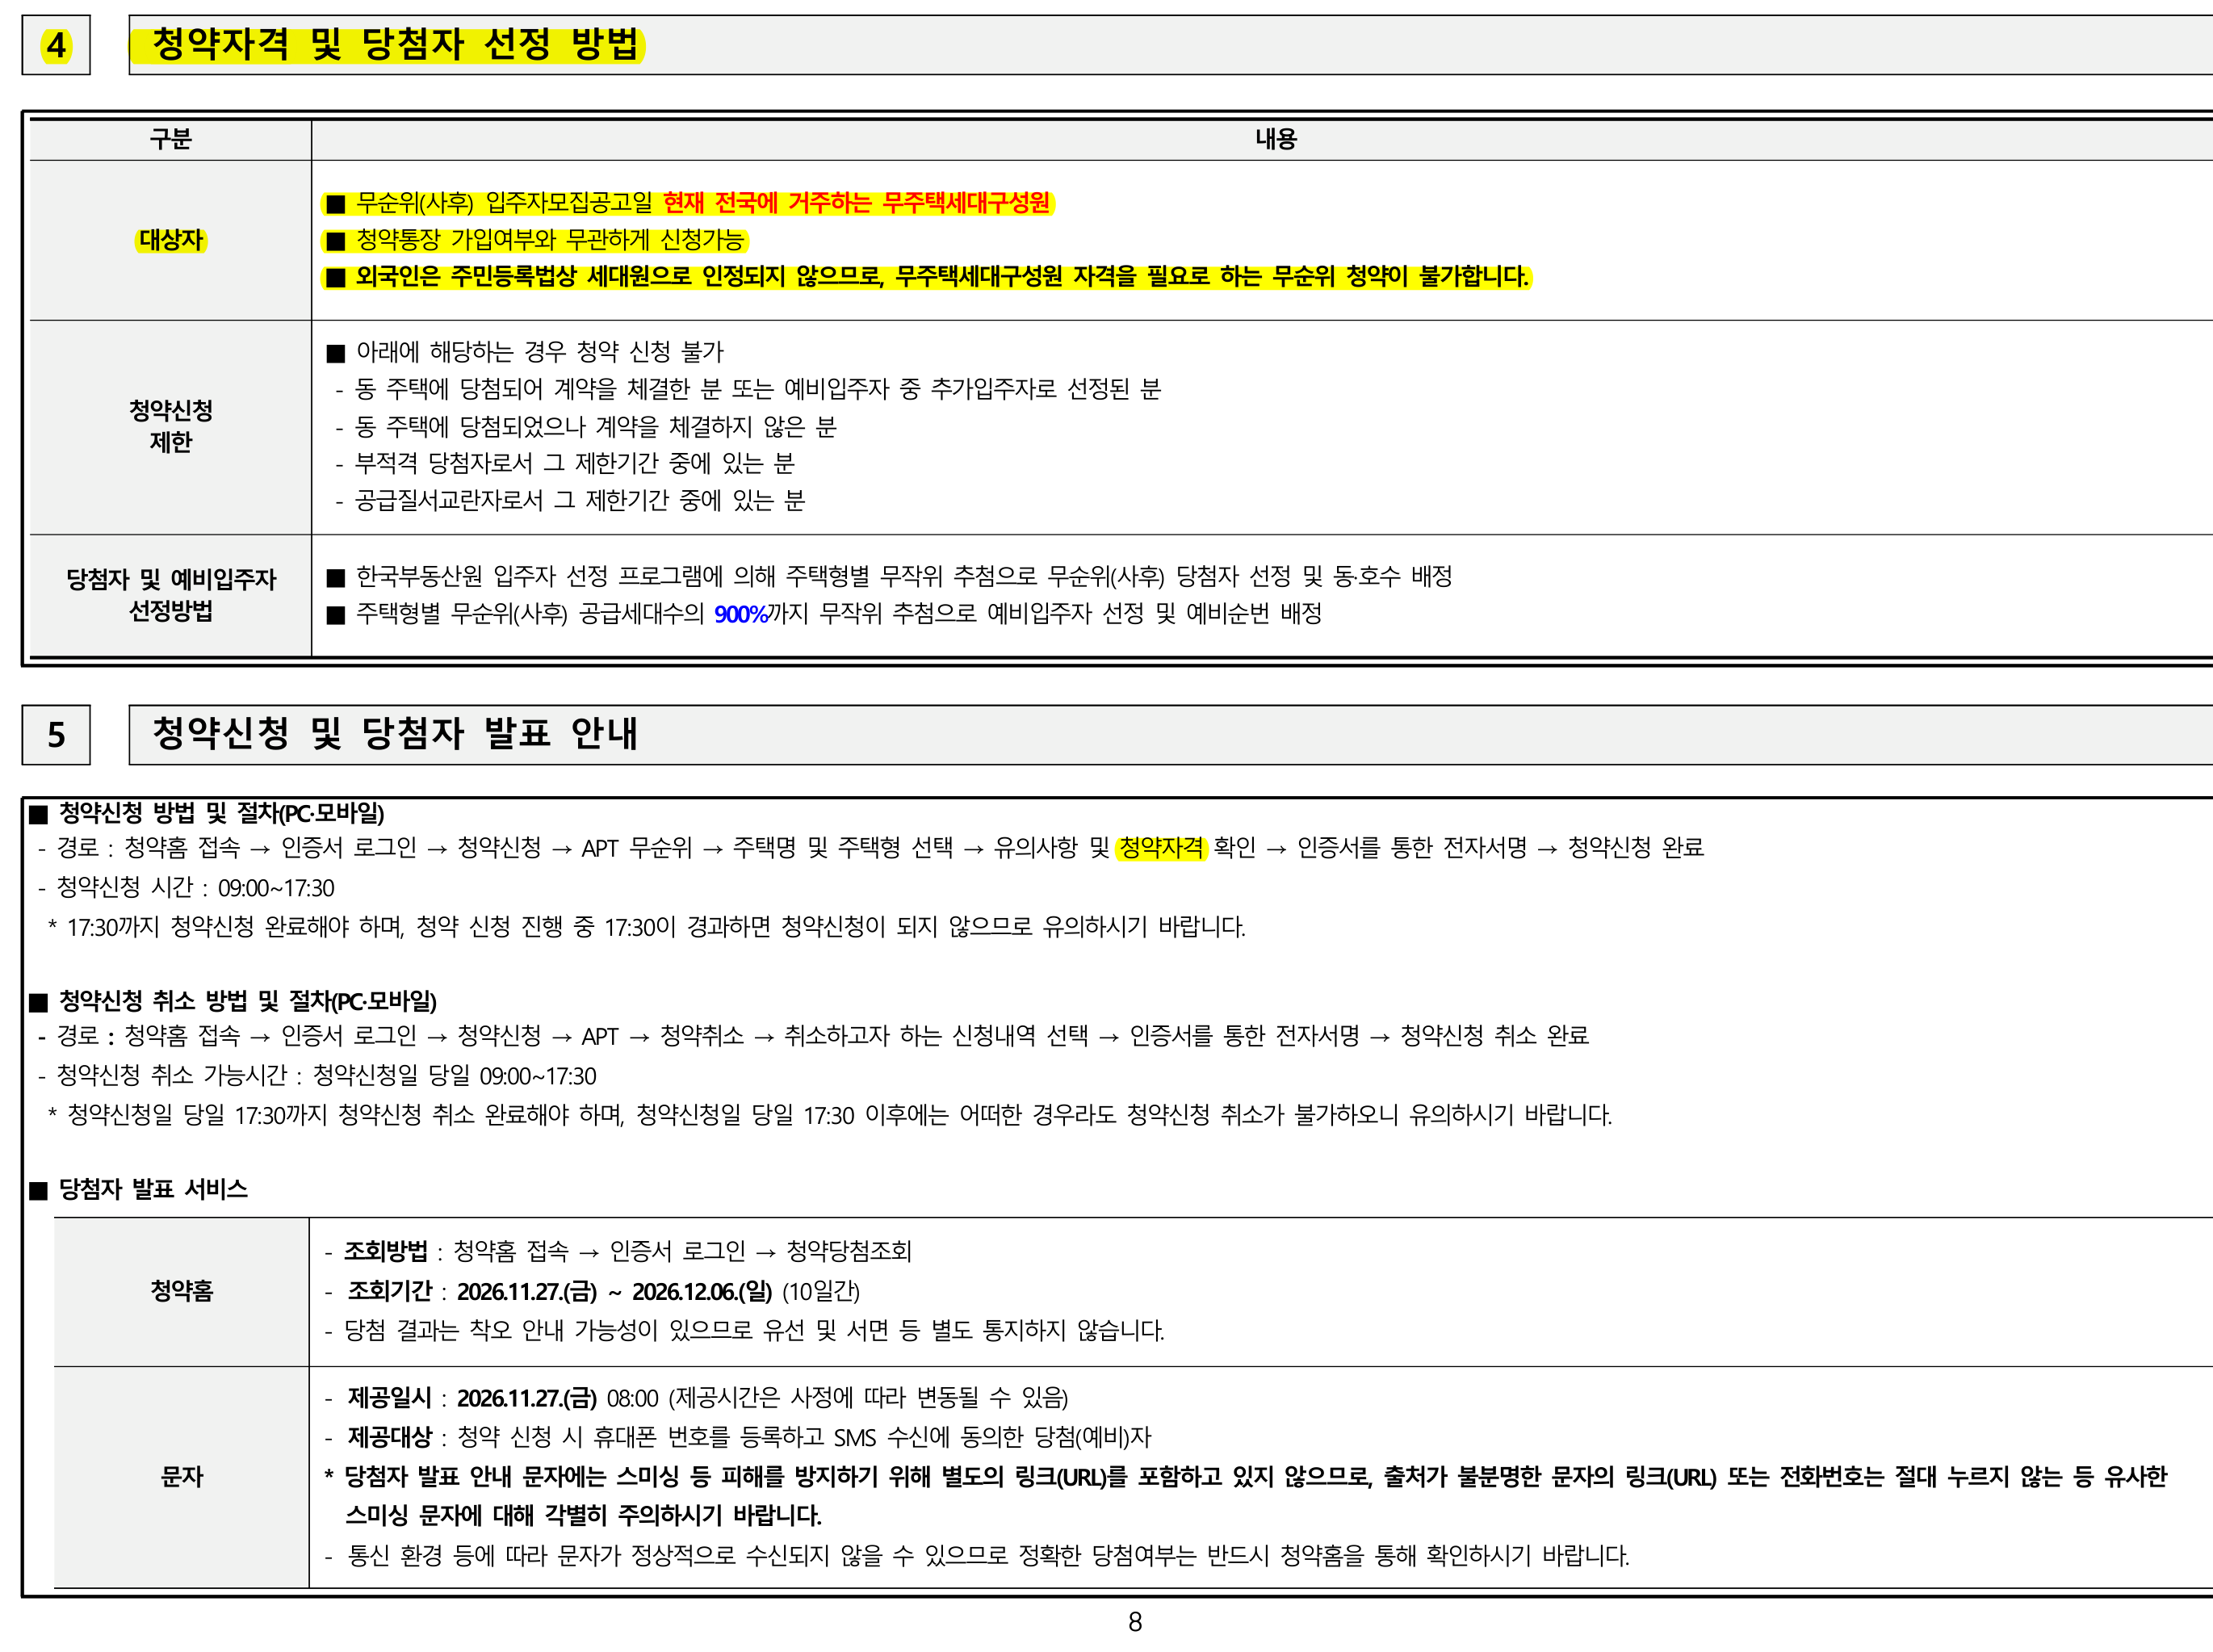 4 청약자격 및 당첨자 선정 방법
구분 내용
대상자
■ 무순위(사후) 입주자모집공고일 현재 전국에 거주하는 무주택세대구성원
■ 청약통장 가입여부와 무관하게 신청가능
■ 외국인은 주민등록법상 세대원으로 인정되지 않으므로, 무주택세대구성원 자격을 필요로 하는 무순위 청약이 불가합니다.
청약신청
제한
■ 아래에 해당하는 경우 청약 신청 불가
- 동 주택에 당첨되어 계약을 체결한 분 또는 예비입주자 중 추가입주자로 선정된 분
- 동 주택에 당첨되었으나 계약을 체결하지 않은 분
- 부적격 당첨자로서 그 제한기간 중에 있는 분
- 공급질서교란자로서 그 제한기간 중에 있는 분
당첨자 및 예비입주자
선정방법
■ 한국부동산원 입주자 선정 프로그램에 의해 주택형별 무작위 추첨으로 무순위(사후) 당첨자 선정 및 동·호수 배정
■ 주택형별 무순위(사후) 공급세대수의 900%까지 무작위 추첨으로 예비입주자 선정 및 예비순번 배정
5 청약신청 및 당첨자 발표 안내
■ 청약신청 방법 및 절차(PC·모바일)
- 경로 : 청약홈 접속 → 인증서 로그인 → 청약신청 → APT 무순위 → 주택명 및 주택형 선택 → 유의사항 및 청약자격 확인 → 인증서를 통한 전자서명 → 청약신청 완료
- 청약신청 시간 : 09:00~17:30
* 17:30까지 청약신청 완료해야 하며, 청약 신청 진행 중 17:30이 경과하면 청약신청이 되지 않으므로 유의하시기 바랍니다.
■ 청약신청 취소 방법 및 절차(PC·모바일)
- 경로 : 청약홈 접속 → 인증서 로그인 → 청약신청 → APT → 청약취소 → 취소하고자 하는 신청내역 선택 → 인증서를 통한 전자서명 → 청약신청 취소 완료
- 청약신청 취소 가능시간 : 청약신청일 당일 09:00~17:30
* 청약신청일 당일 17:30까지 청약신청 취소 완료해야 하며, 청약신청일 당일 17:30 이후에는 어떠한 경우라도 청약신청 취소가 불가하오니 유의하시기 바랍니다.
■ 당첨자 발표 서비스
청약홈
- 조회방법 : 청약홈 접속 → 인증서 로그인 → 청약당첨조회
- 조회기간 : 2026.11.27.(금) ~ 2026.12.06.(일) (10일간)
- 당첨 결과는 착오 안내 가능성이 있으므로 유선 및 서면 등 별도 통지하지 않습니다.
문자
- 제공일시 : 2026.11.27.(금) 08:00 (제공시간은 사정에 따라 변동될 수 있음)
- 제공대상 : 청약 신청 시 휴대폰 번호를 등록하고 SMS 수신에 동의한 당첨(예비)자
* 당첨자 발표 안내 문자에는 스미싱 등 피해를 방지하기 위해 별도의 링크(URL)를 포함하고 있지 않으므로, 출처가 불분명한 문자의 링크(URL) 또는 전화번호는 절대 누르지 않는 등 유사한
스미싱 문자에 대해 각별히 주의하시기 바랍니다.
- 통신 환경 등에 따라 문자가 정상적으로 수신되지 않을 수 있으므로 정확한 당첨여부는 반드시 청약홈을 통해 확인하시기 바랍니다.
8